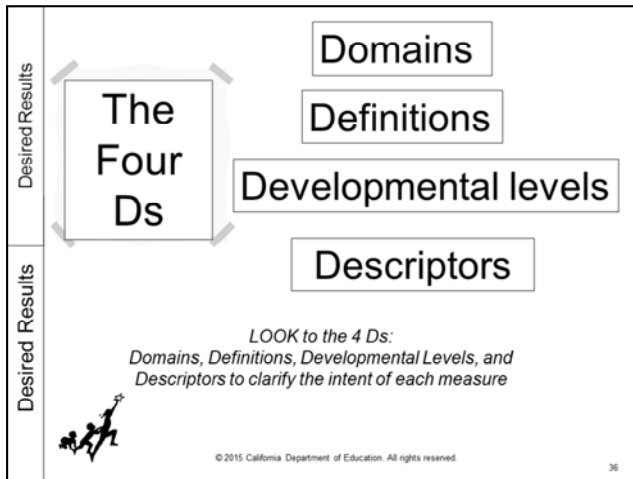 Desired Results
Desired Results
The
Four
Ds
Domains
Definitions
Developmental levels
Descriptors
LOOK to the 4 Ds:
Domains, Definitions, Developmental Levels, and
Descriptors to clarify the intent of each measure
© 2015 California Department of Education. All rights reserved.
36